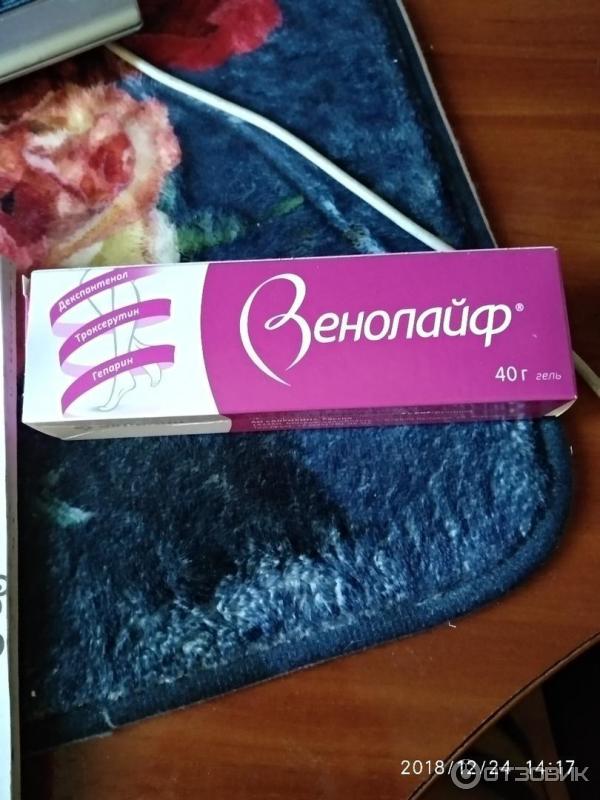 Декспантенол
Троксерутин
Гепарин
Венолайф®
40 г гель
2018/12/24 14:17
ОТЗОВИК